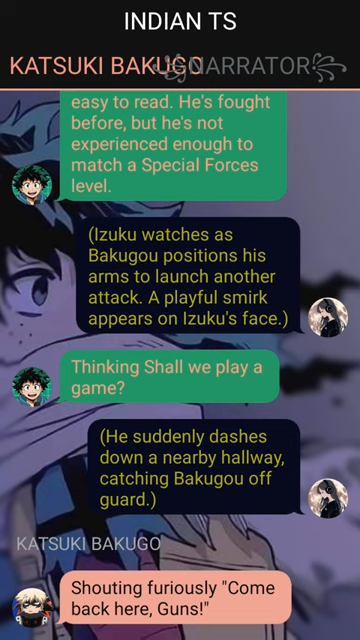 INDIAN TS
KATSUKI BAKUGO NARRATOR
easy to read. He's fought
before, but he's not
experienced enough to
match a Special Forces
level.
(Izuku watches as
Bakugou positions his
arms to launch another
attack. A playful smirk
appears on Izuku's face.)
Thinking Shall we play a
game?
(He suddenly dashes
down a nearby hallway,
catching Bakugou off
guard.)
KATSUKI BAKUGO
Shouting furiously "Come
back here, Guns!"